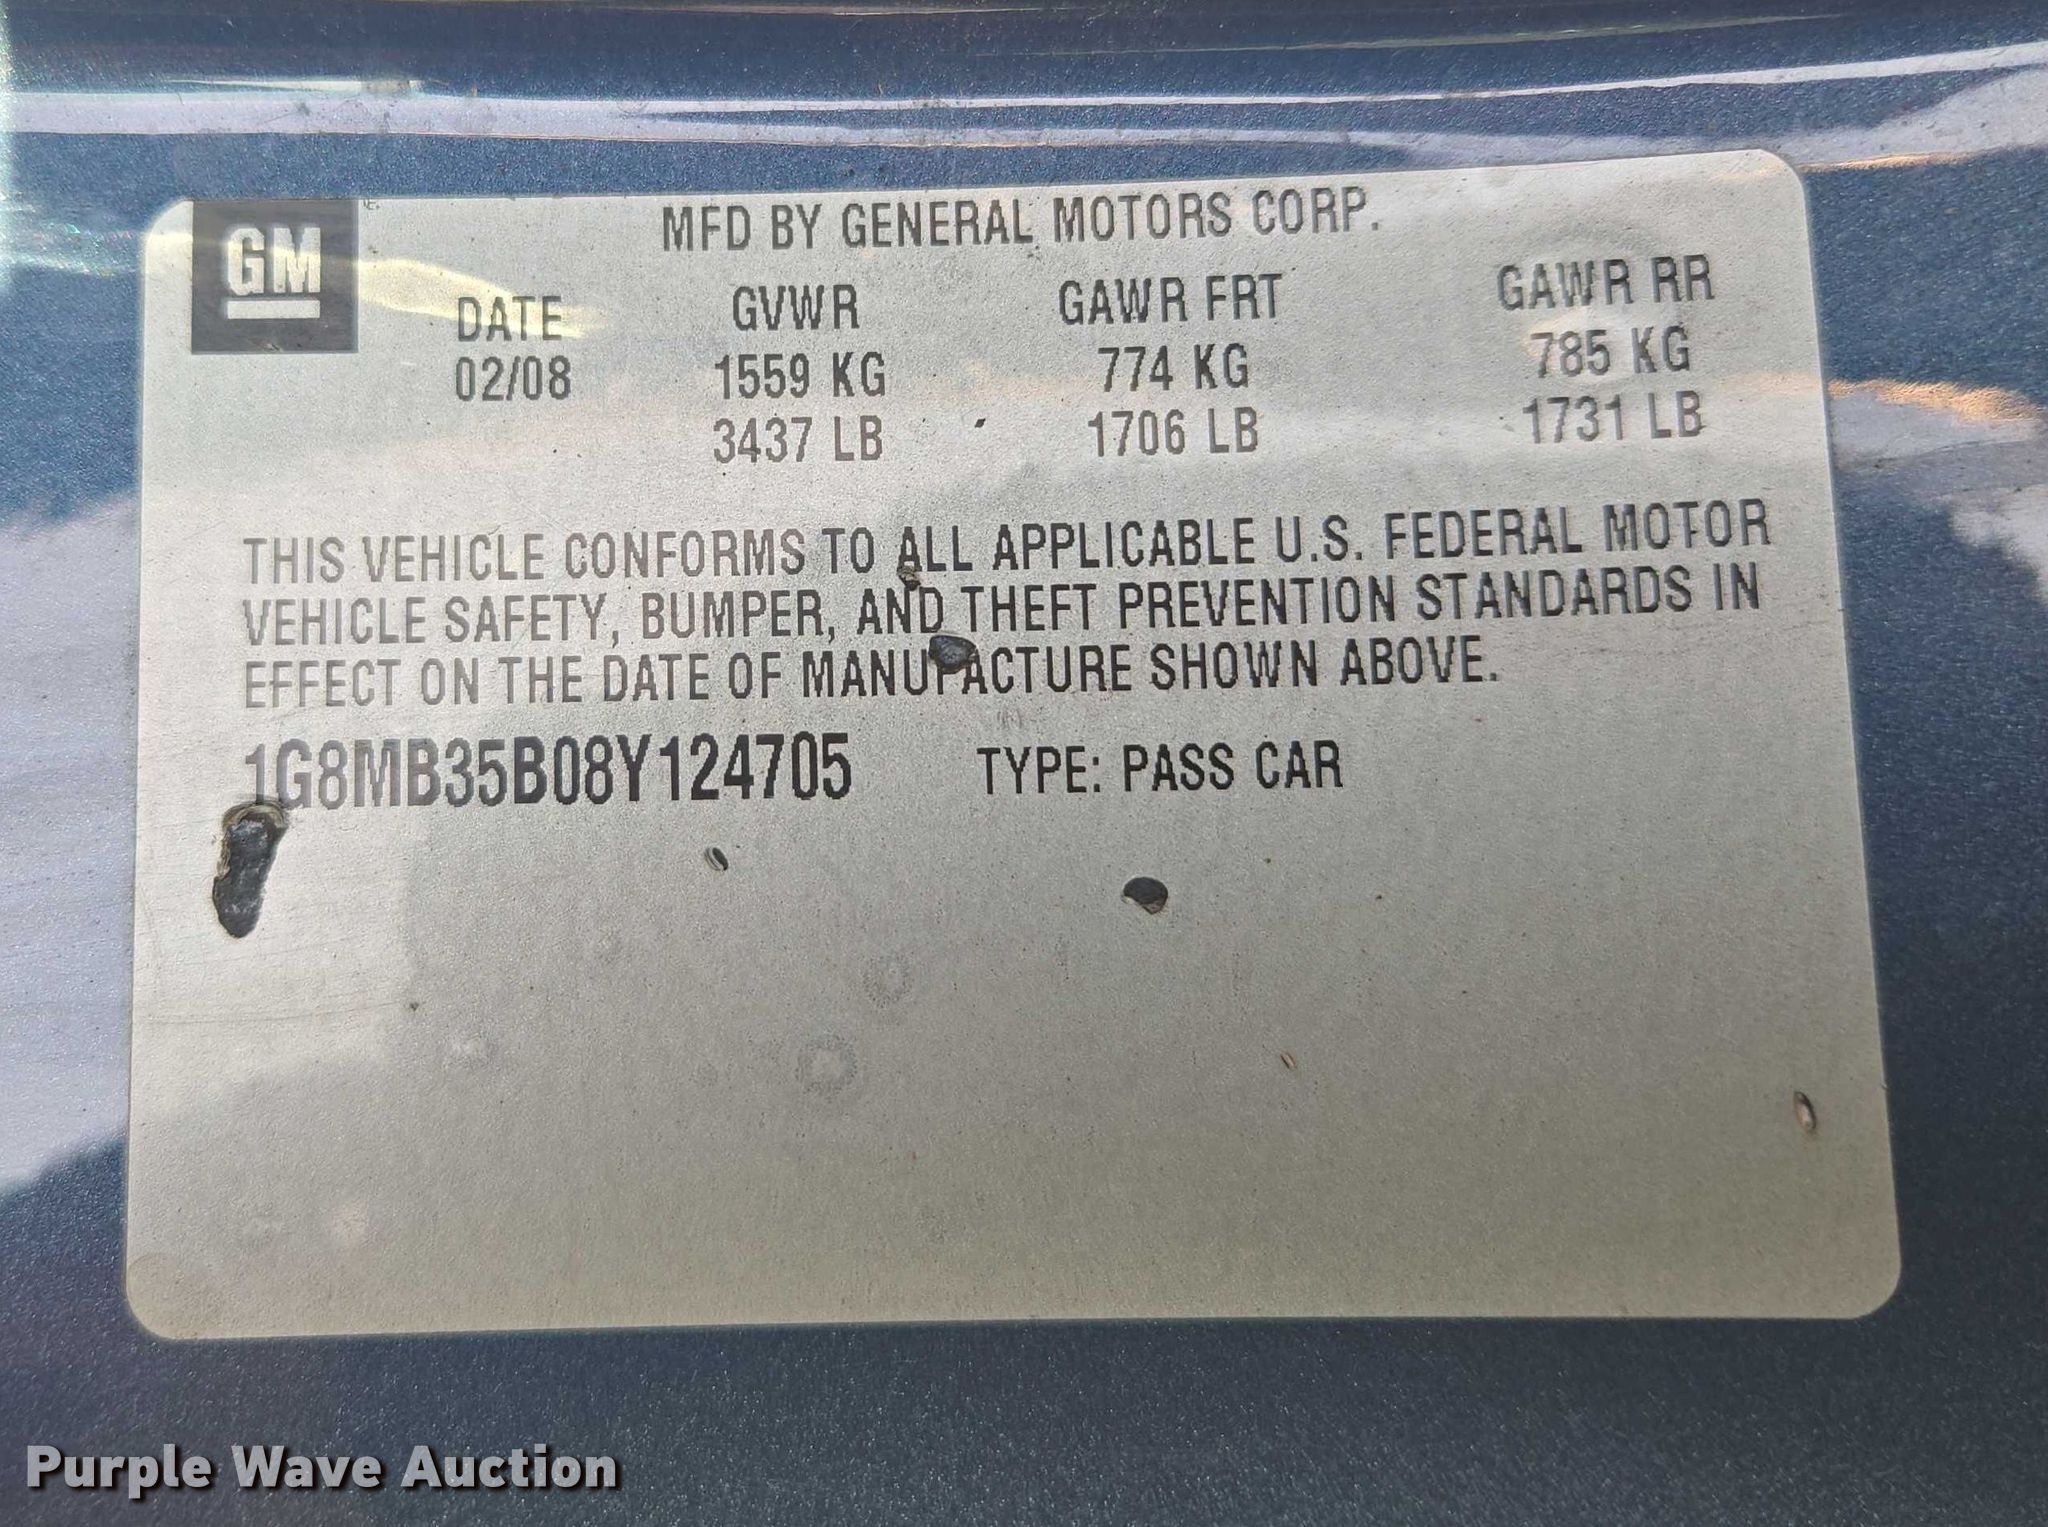 GM
MFD BY GENERAL MOTORS CORP.
DATE GVWR GAWR FRT GAWR RR
02/08 1559 KG 774 KG 785 KG
3437 LB 1706 LB 1731 LB
THIS VEHICLE CONFORMS TO ALL APPLICABLE U.S. FEDERAL MOTOR
VEHICLE SAFETY, BUMPER, AND THEFT PREVENTION STANDARDS IN
EFFECT ON THE DATE OF MANUFACTURE SHOWN ABOVE.
1G8MB35B08Y124705 TYPE: PASS CAR
Purple Wave Auction